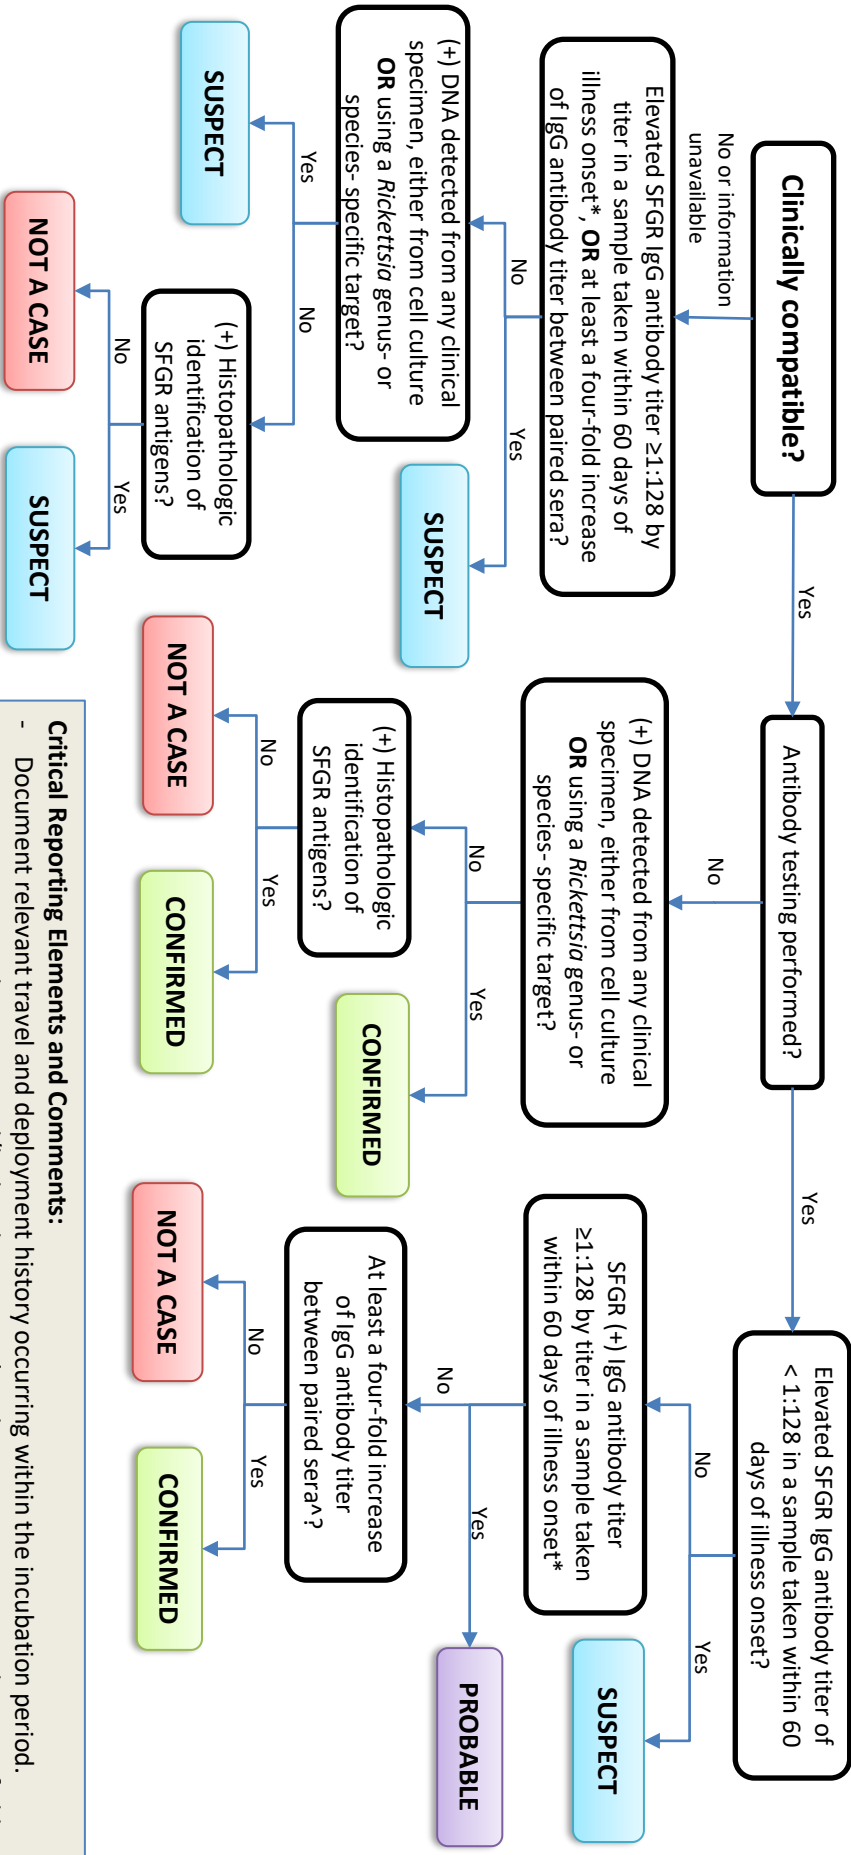 Clinically compatible?
Yes
Antibody testing performed?
Yes
Elevated SFGR IgG antibody titer of
< 1:128 in a sample taken within 60
days of illness onset?
No or information
unavailable
Elevated SFGR IgG antibody titer ≥1:128 by
titer in a sample taken within 60 days of
illness onset*, OR at least a four-fold increase
of IgG antibody titer between paired sera?
No
Yes
SUSPECT
(+) DNA detected from any clinical
specimen, either from cell culture
OR using a Rickettsia genus- or
species- specific target?
Yes
No
SUSPECT
(+) Histopathologic
identification of
SFGR antigens?
No
Yes
NOT A CASE
SUSPECT
No
(+) DNA detected from any clinical
specimen, either from cell culture
OR using a Rickettsia genus- or
species- specific target?
No
Yes
CONFIRMED
(+) Histopathologic
identification of
SFGR antigens?
No
Yes
NOT A CASE
CONFIRMED
No
Yes
SUSPECT
SFGR (+) IgG antibody titer
≥1:128 by titer in a sample taken
within 60 days of illness onset*
No
Yes
PROBABLE
At least a four-fold increase
of IgG antibody titer
between paired sera^?
No
Yes
NOT A CASE
CONFIRMED
Critical Reporting Elements and Comments:
- Document relevant travel and deployment history occurring within the incubation period.